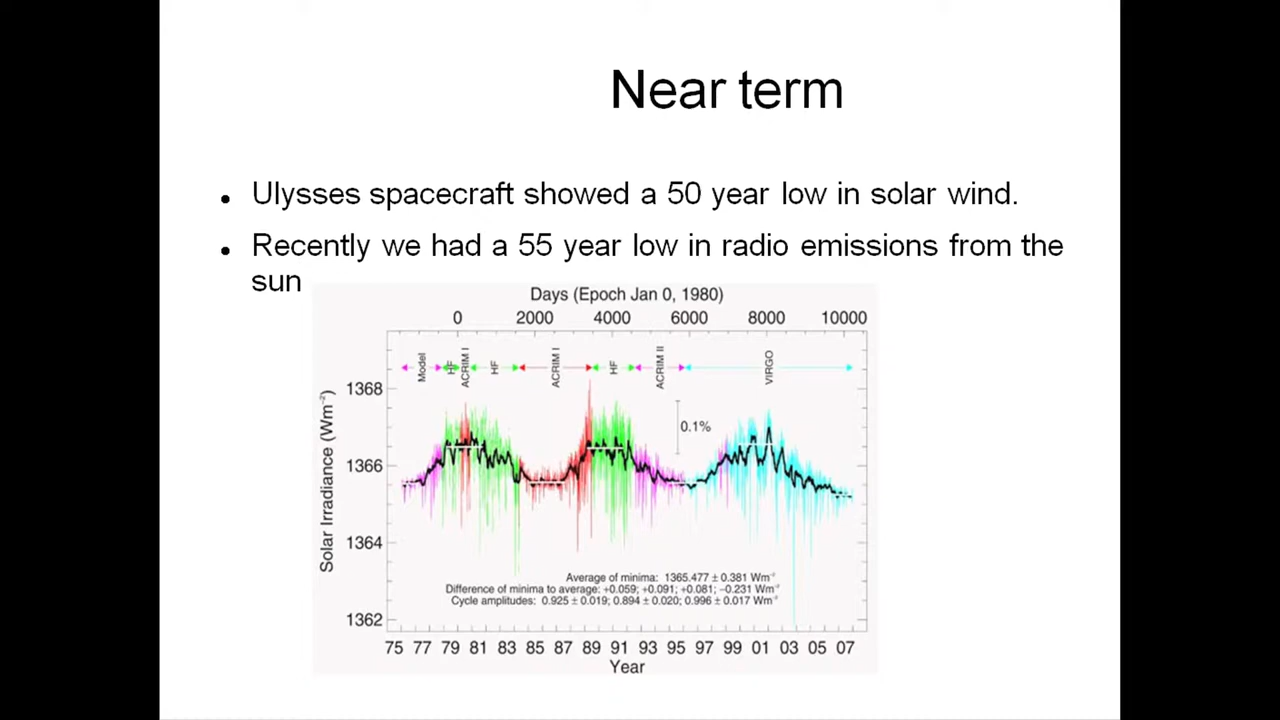 Near term
• Ulysses spacecraft showed a 50 year low in solar wind.
• Recently we had a 55 year low in radio emissions from the
sun
Days (Epoch Jan 0, 1980)
0 2000 4000 6000 8000 10000
Model HF ACRIM I HF ACRIM I HF ACRIM II VIRGO
1368
0.1%
1366
1364
1362
Solar Irradiance (Wm⁻²)
Average of minima: 1365.477 ± 0.381 Wm⁻²
Difference of minima to average: +0.059; +0.091; +0.081; −0.231 Wm⁻²
Cycle amplitudes: 0.925 ± 0.019; 0.894 ± 0.020; 0.996 ± 0.017 Wm⁻²
75 77 79 81 83 85 87 89 91 93 95 97 99 01 03 05 07
Year